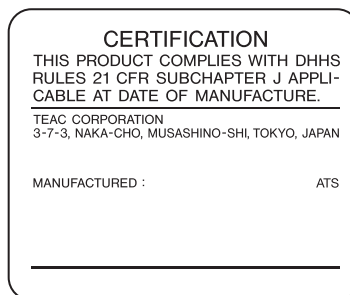 CERTIFICATION
THIS PRODUCT COMPLIES WITH DHHS
RULES 21 CFR SUBCHAPTER J APPLI-
CABLE AT DATE OF MANUFACTURE.
TEAC CORPORATION
3-7-3, NAKA-CHO, MUSASHINO-SHI, TOKYO, JAPAN
MANUFACTURED : ATS